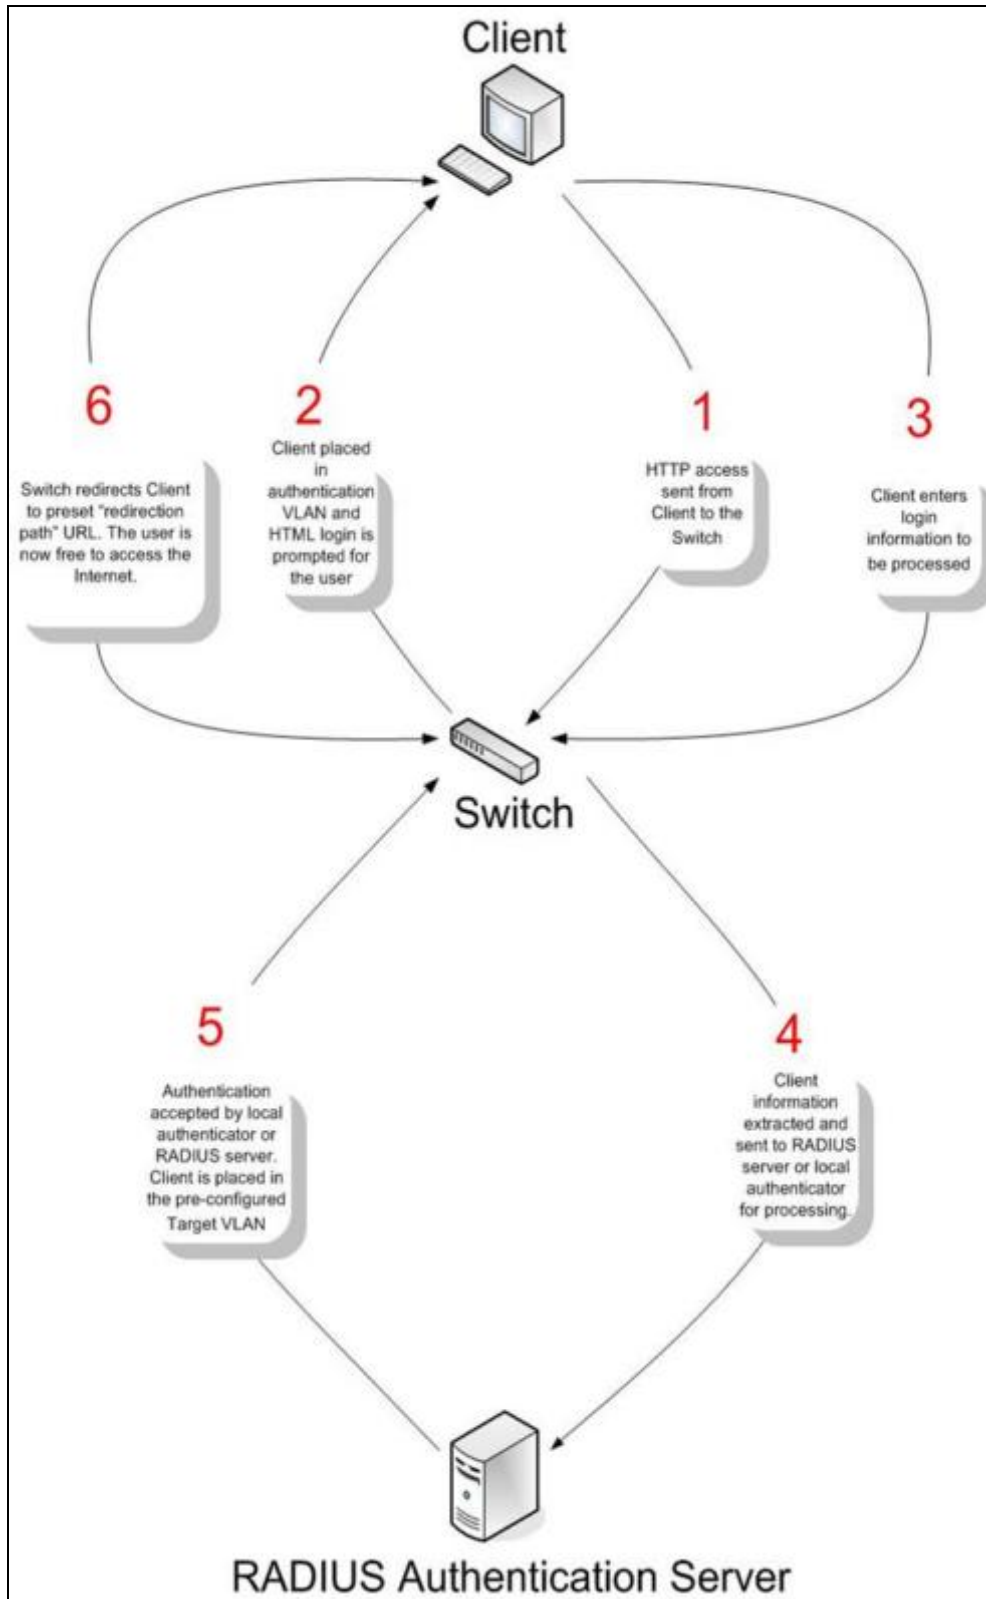 Client
6
Switch redirects Client
to preset "redirection
path" URL. The user is
now free to access the
Internet.
2
Client placed
in
authentication
VLAN and
HTML login is
prompted for
the user
1
HTTP access
sent from
Client to the
Switch
3
Client enters
login
information to
be processed
Switch
5
Authentication
accepted by local
authenticator or
RADIUS server.
Client is placed in
the pre-configured
Target VLAN
4
Client
information
extracted and
sent to RADIUS
server or local
authenticator
for processing.
RADIUS Authentication Server